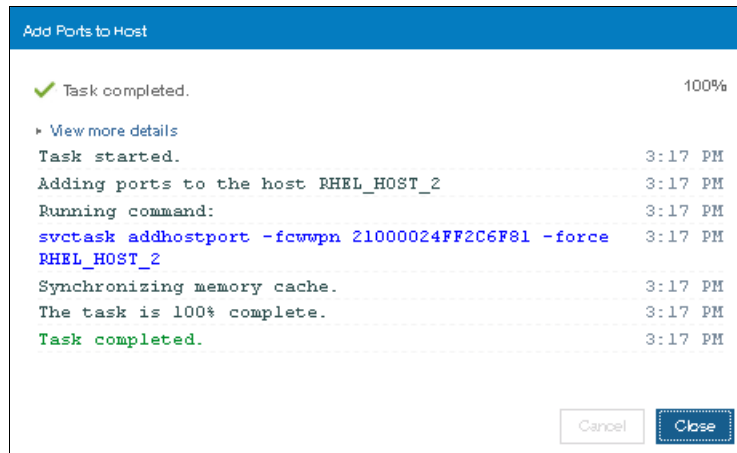 Add Ports to Host
Task completed. 100%
View more details
Task started. 3:17 PM
Adding ports to the host RHEL_HOST_2 3:17 PM
Running command: 3:17 PM
svctask addhostport -fcwwpn 21000024FF2C6F81 -force 3:17 PM
RHEL_HOST_2
Synchronizing memory cache. 3:17 PM
The task is 100% complete. 3:17 PM
Task completed. 3:17 PM
Cancel Close